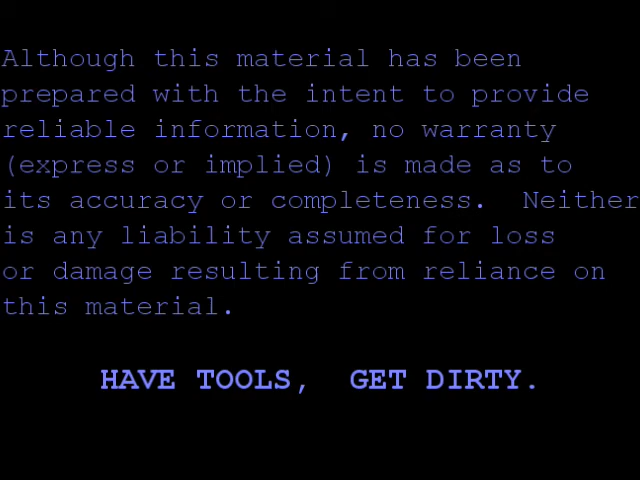 Although this material has been
prepared with the intent to provide
reliable information, no warranty
(express or implied) is made as to
its accuracy or completeness.  Neither
is any liability assumed for loss
or damage resulting from reliance on
this material.
HAVE TOOLS,  GET DIRTY.